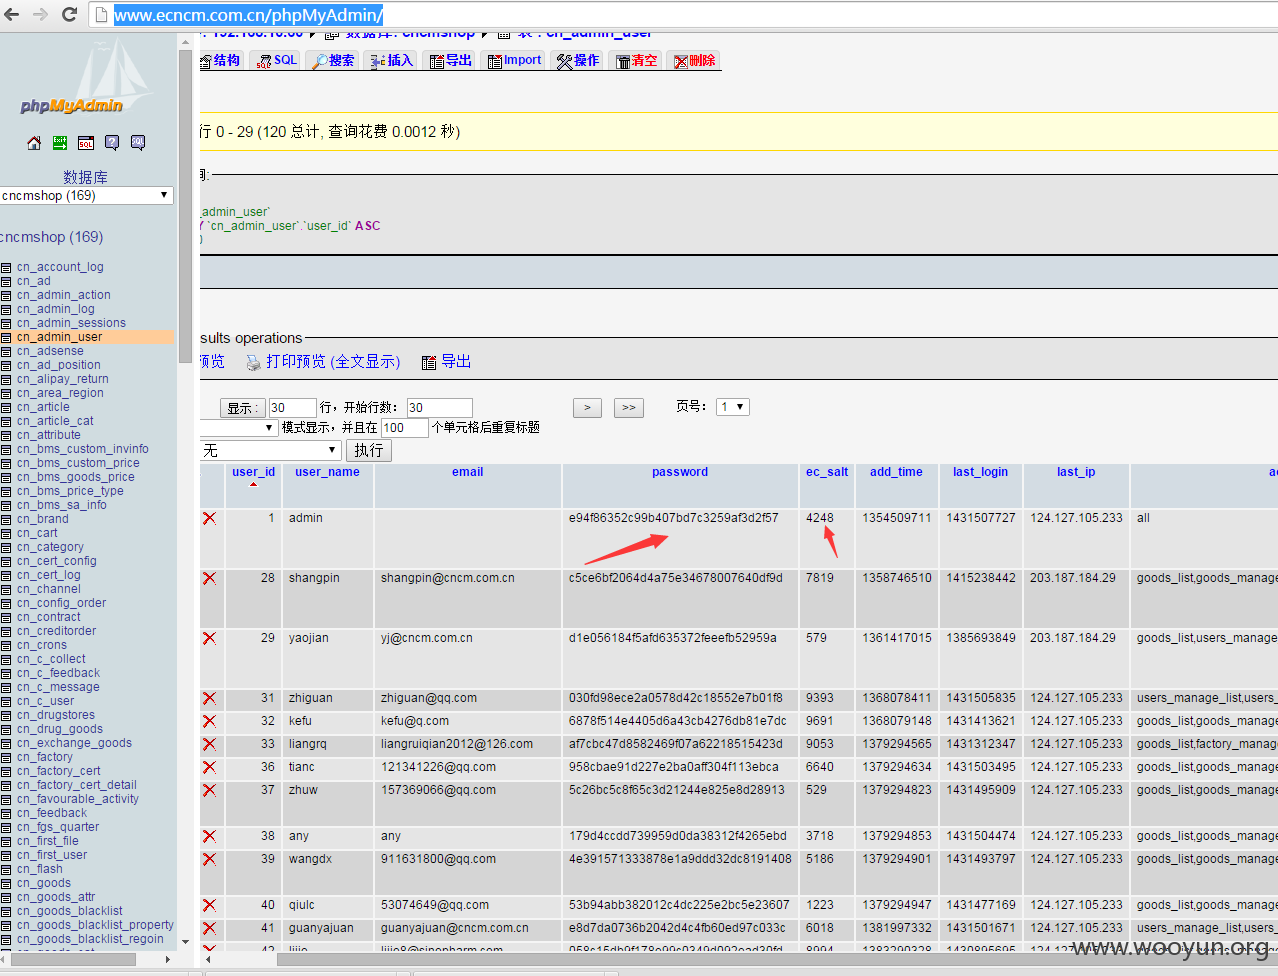 www.ecncm.com.cn/phpMyAdmin/
数据库: cncmshop ▸ 表 : cn_admin_user
结构 SQL 搜索 插入 导出 Import 操作 清空 删除
phpMyAdmin
行 0 - 29 (120 总计, 查询花费 0.0012 秒)
数据库
cncmshop (169)
cncmshop (169)
cn_account_log
cn_ad
cn_admin_action
cn_admin_log
cn_admin_sessions
cn_admin_user
cn_adsense
cn_ad_position
cn_alipay_return
cn_area_region
cn_article
cn_article_cat
cn_attribute
cn_bms_custom_invinfo
cn_bms_custom_price
cn_bms_goods_price
cn_bms_price_type
cn_bms_sa_info
cn_brand
cn_cart
cn_category
cn_cert_config
cn_cert_log
cn_channel
cn_config_order
cn_contract
cn_creditorder
cn_crons
cn_c_collect
cn_c_feedback
cn_c_message
cn_c_user
cn_drugstores
cn_drug_goods
cn_exchange_goods
cn_factory
cn_factory_cert
cn_factory_cert_detail
cn_favourable_activity
cn_feedback
cn_fgs_quarter
cn_first_file
cn_first_user
cn_flash
cn_goods
cn_goods_attr
cn_goods_blacklist
cn_goods_blacklist_property
cn_goods_blacklist_regoin
_admin_user`
Y `cn_admin_user`.`user_id` ASC
0
sults operations
预览 打印预览 (全文显示) 导出
显示 : 30 行，开始行数: 30 > >> 页号: 1
模式显示，并且在 100 个单元格后重复标题
无 执行
user_id user_name email password ec_salt add_time last_login last_ip ac
1 admin e94f86352c99b407bd7c3259af3d2f57 4248 1354509711 1431507727 124.127.105.233 all
28 shangpin shangpin@cncm.com.cn c5ce6bf2064d4a75e34678007640df9d 7819 1358746510 1415238442 203.187.184.29 goods_list,goods_manage
29 yaojian yj@cncm.com.cn d1e056184f5afd635372feeefb52959a 579 1361417015 1385693849 203.187.184.29 goods_list,users_manage
31 zhiguan zhiguan@qq.com 030fd98ece2a0578d42c18552e7b01f8 9393 1368078411 1431505835 124.127.105.233 users_manage_list,users_
32 kefu kefu@q.com 6878f514e4405d6a43cb4276db81e7dc 9691 1368079148 1431413621 124.127.105.233 goods_list,goods_manage
33 liangrq liangruiqian2012@126.com af7cbc47d8582469f07a62218515423d 9053 1379294565 1431312347 124.127.105.233 goods_list,factory_manag
36 tianc 121341226@qq.com 958cbae91d227e2ba0aff304f113ebca 6640 1379294634 1431503495 124.127.105.233 goods_list,goods_manage
37 zhuw 157369066@qq.com 5c26bc5c8f65c3d21244e825e8d28913 529 1379294823 1431495909 124.127.105.233 goods_list,goods_manage
38 any any 179d4ccdd739959d0da38312f4265ebd 3718 1379294853 1431504474 124.127.105.233 goods_list,goods_manage
39 wangdx 911631800@qq.com 4e391571333878e1a9ddd32dc8191408 5186 1379294901 1431493797 124.127.105.233 goods_list,goods_manage
40 qiulc 53074649@qq.com 53b94abb382012c4dc225e2bc5e23607 1223 1379294947 1431477169 124.127.105.233 goods_list,goods_manage
41 guanyajuan guanyajuan@cncm.com.cn e8d7da0736b2042d4c4fb60ed97c033c 6018 1381997332 1431501671 124.127.105.233 users_manage_list,users_
www.wooyun.org